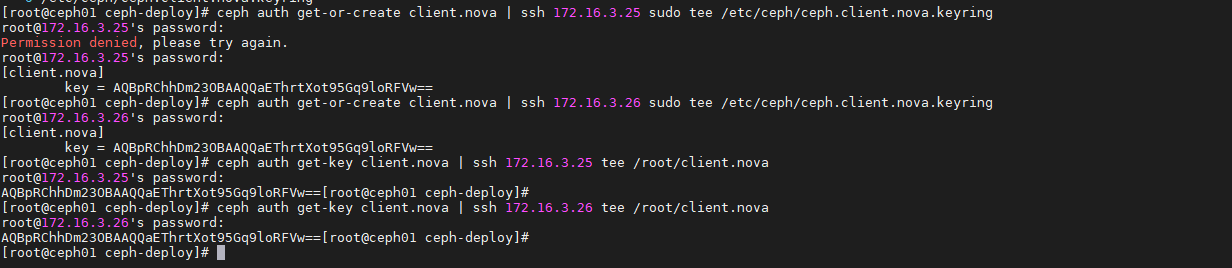 [root@ceph01 ceph-deploy]# ceph auth get-or-create client.nova | ssh 172.16.3.25 sudo tee /etc/ceph/ceph.client.nova.keyring
root@172.16.3.25's password:
Permission denied, please try again.
root@172.16.3.25's password:
[client.nova]
        key = AQBpRChhDm23OBAAQQaEThrtXot95Gq9loRFVw==
[root@ceph01 ceph-deploy]# ceph auth get-or-create client.nova | ssh 172.16.3.26 sudo tee /etc/ceph/ceph.client.nova.keyring
root@172.16.3.26's password:
[client.nova]
        key = AQBpRChhDm23OBAAQQaEThrtXot95Gq9loRFVw==
[root@ceph01 ceph-deploy]# ceph auth get-key client.nova | ssh 172.16.3.25 tee /root/client.nova
root@172.16.3.25's password:
AQBpRChhDm23OBAAQQaEThrtXot95Gq9loRFVw==[root@ceph01 ceph-deploy]#
[root@ceph01 ceph-deploy]# ceph auth get-key client.nova | ssh 172.16.3.26 tee /root/client.nova
root@172.16.3.26's password:
AQBpRChhDm23OBAAQQaEThrtXot95Gq9loRFVw==[root@ceph01 ceph-deploy]#
[root@ceph01 ceph-deploy]#